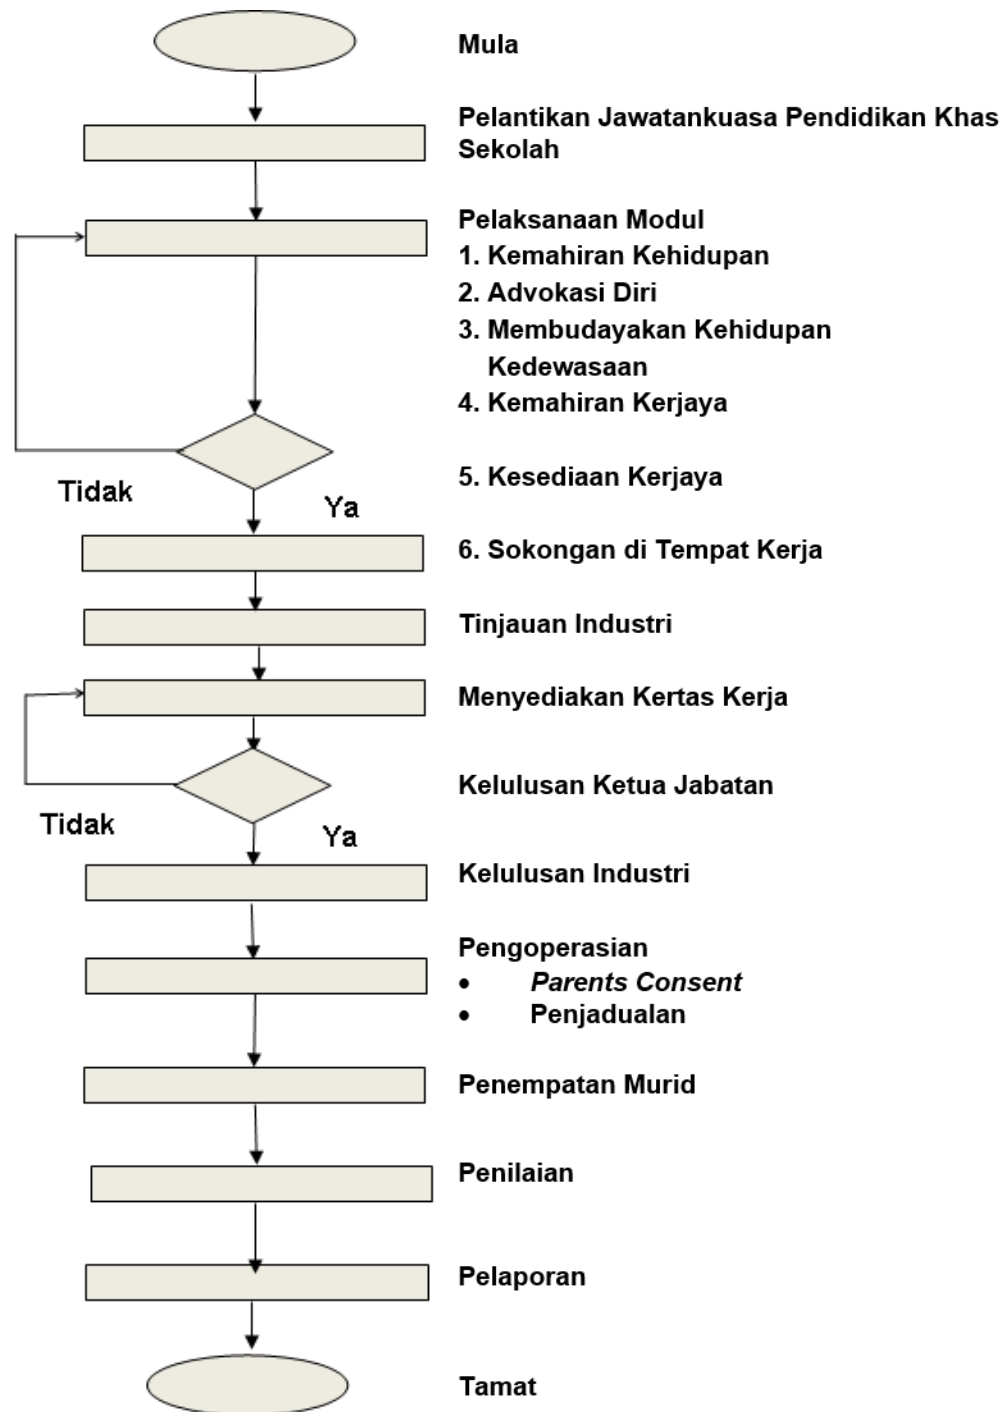 Mula
Pelantikan Jawatankuasa Pendidikan Khas
Sekolah
Pelaksanaan Modul
1. Kemahiran Kehidupan
2. Advokasi Diri
3. Membudayakan Kehidupan
Kedewasaan
4. Kemahiran Kerjaya
5. Kesediaan Kerjaya
Tidak
Ya
6. Sokongan di Tempat Kerja
Tinjauan Industri
Menyediakan Kertas Kerja
Kelulusan Ketua Jabatan
Tidak
Ya
Kelulusan Industri
Pengoperasian
• Parents Consent
• Penjadualan
Penempatan Murid
Penilaian
Pelaporan
Tamat